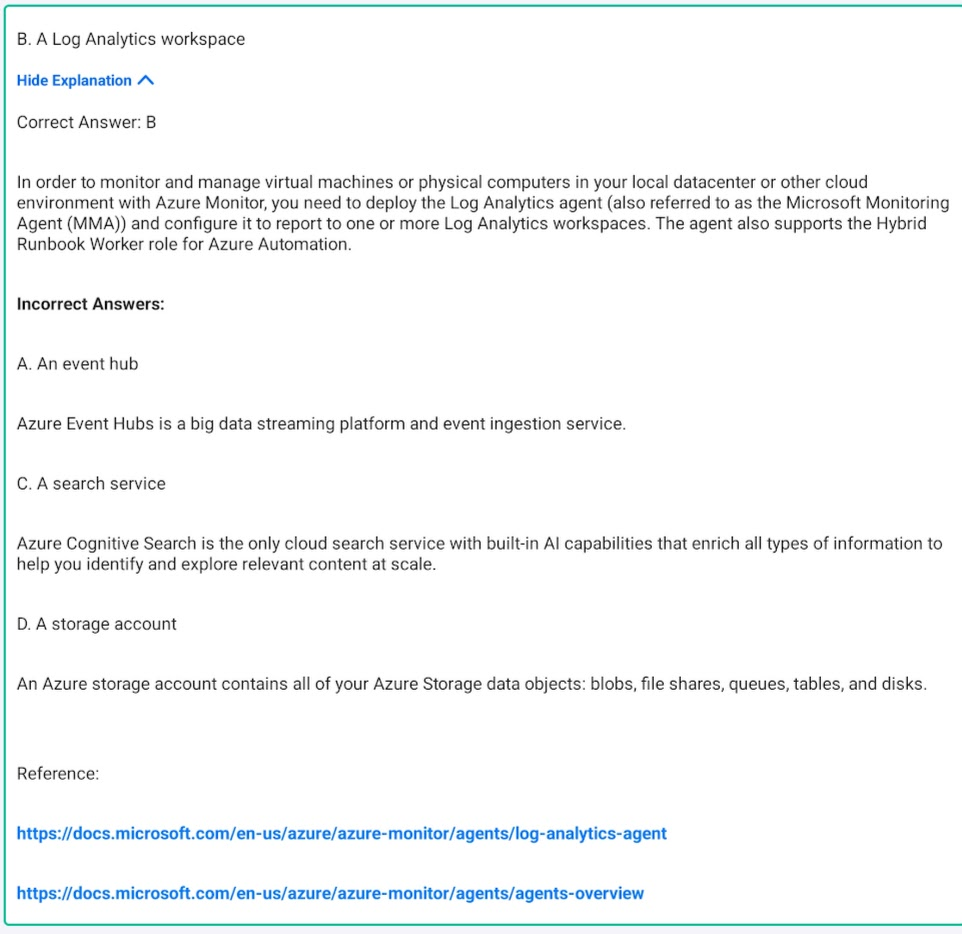 B. A Log Analytics workspace
Hide Explanation
Correct Answer: B
In order to monitor and manage virtual machines or physical computers in your local datacenter or other cloud
environment with Azure Monitor, you need to deploy the Log Analytics agent (also referred to as the Microsoft Monitoring
Agent (MMA)) and configure it to report to one or more Log Analytics workspaces. The agent also supports the Hybrid
Runbook Worker role for Azure Automation.
Incorrect Answers:
A. An event hub
Azure Event Hubs is a big data streaming platform and event ingestion service.
C. A search service
Azure Cognitive Search is the only cloud search service with built-in AI capabilities that enrich all types of information to
help you identify and explore relevant content at scale.
D. A storage account
An Azure storage account contains all of your Azure Storage data objects: blobs, file shares, queues, tables, and disks.
Reference:
https://docs.microsoft.com/en-us/azure/azure-monitor/agents/log-analytics-agent
https://docs.microsoft.com/en-us/azure/azure-monitor/agents/agents-overview